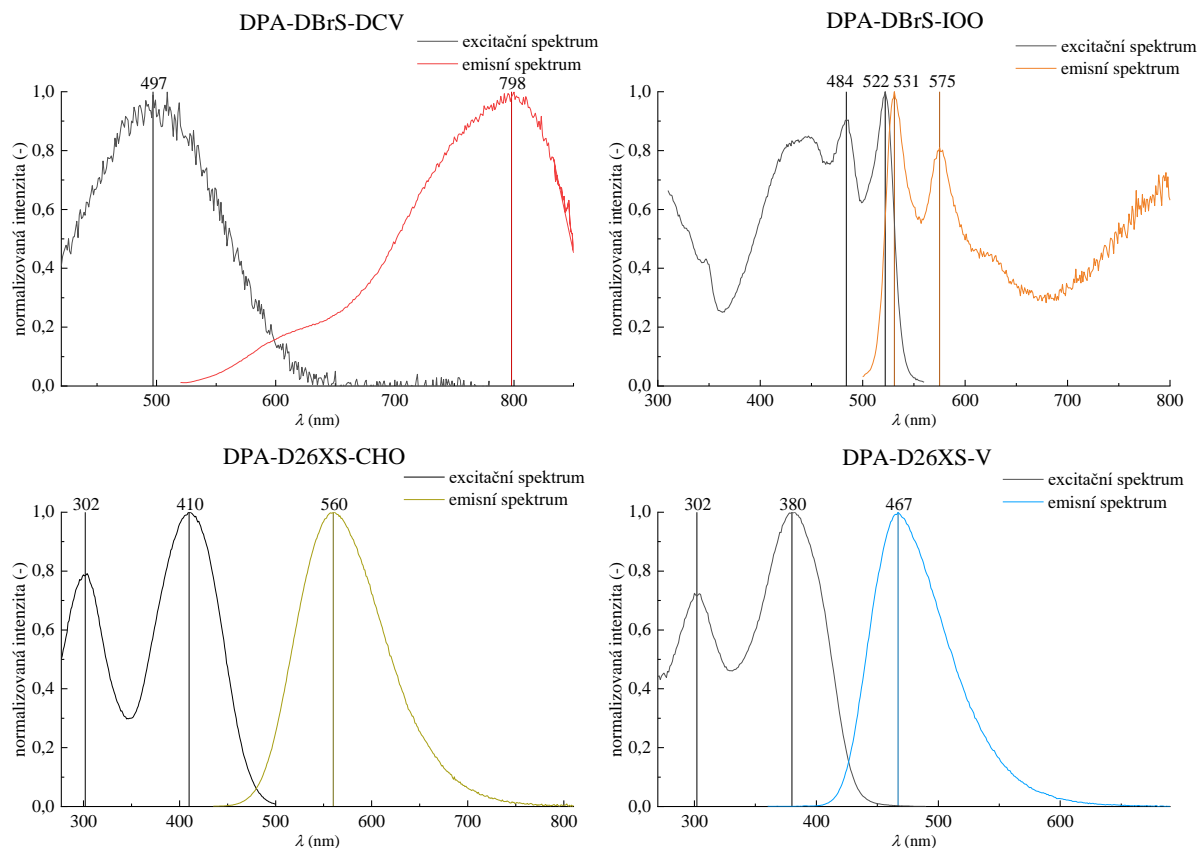 DPA-DBrS-DCV
excitační spektrum
emisní spektrum
497
798
1,0
0,8
0,6
0,4
0,2
0,0
normalizovaná intenzita (-)
500
600
700
800
λ (nm)
DPA-DBrS-IOO
excitační spektrum
emisní spektrum
484
522
531
575
1,0
0,8
0,6
0,4
0,2
0,0
normalizovaná intenzita (-)
300
400
500
600
700
800
λ (nm)
DPA-D26XS-CHO
excitační spektrum
emisní spektrum
302
410
560
1,0
0,8
0,6
0,4
0,2
0,0
normalizovaná intenzita (-)
300
400
500
600
700
800
λ (nm)
DPA-D26XS-V
excitační spektrum
emisní spektrum
302
380
467
1,0
0,8
0,6
0,4
0,2
0,0
normalizovaná intenzita (-)
300
400
500
600
λ (nm)